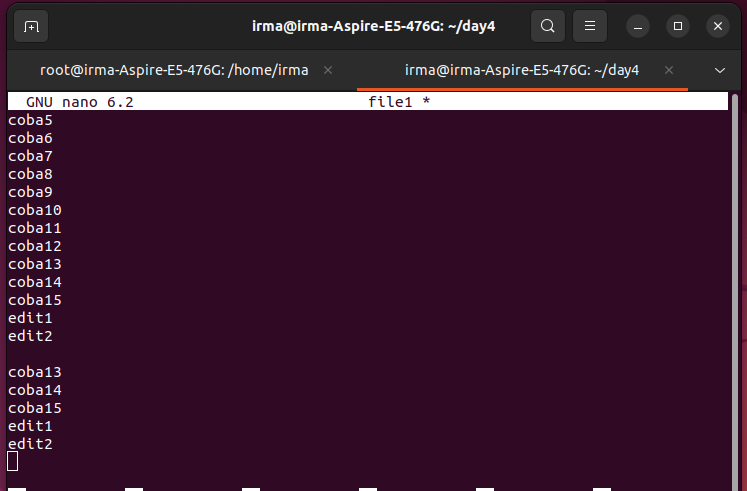 irma@irma-Aspire-E5-476G: ~/day4
root@irma-Aspire-E5-476G: /home/irma
irma@irma-Aspire-E5-476G: ~/day4
GNU nano 6.2 file1 *
coba5
coba6
coba7
coba8
coba9
coba10
coba11
coba12
coba13
coba14
coba15
edit1
edit2
coba13
coba14
coba15
edit1
edit2